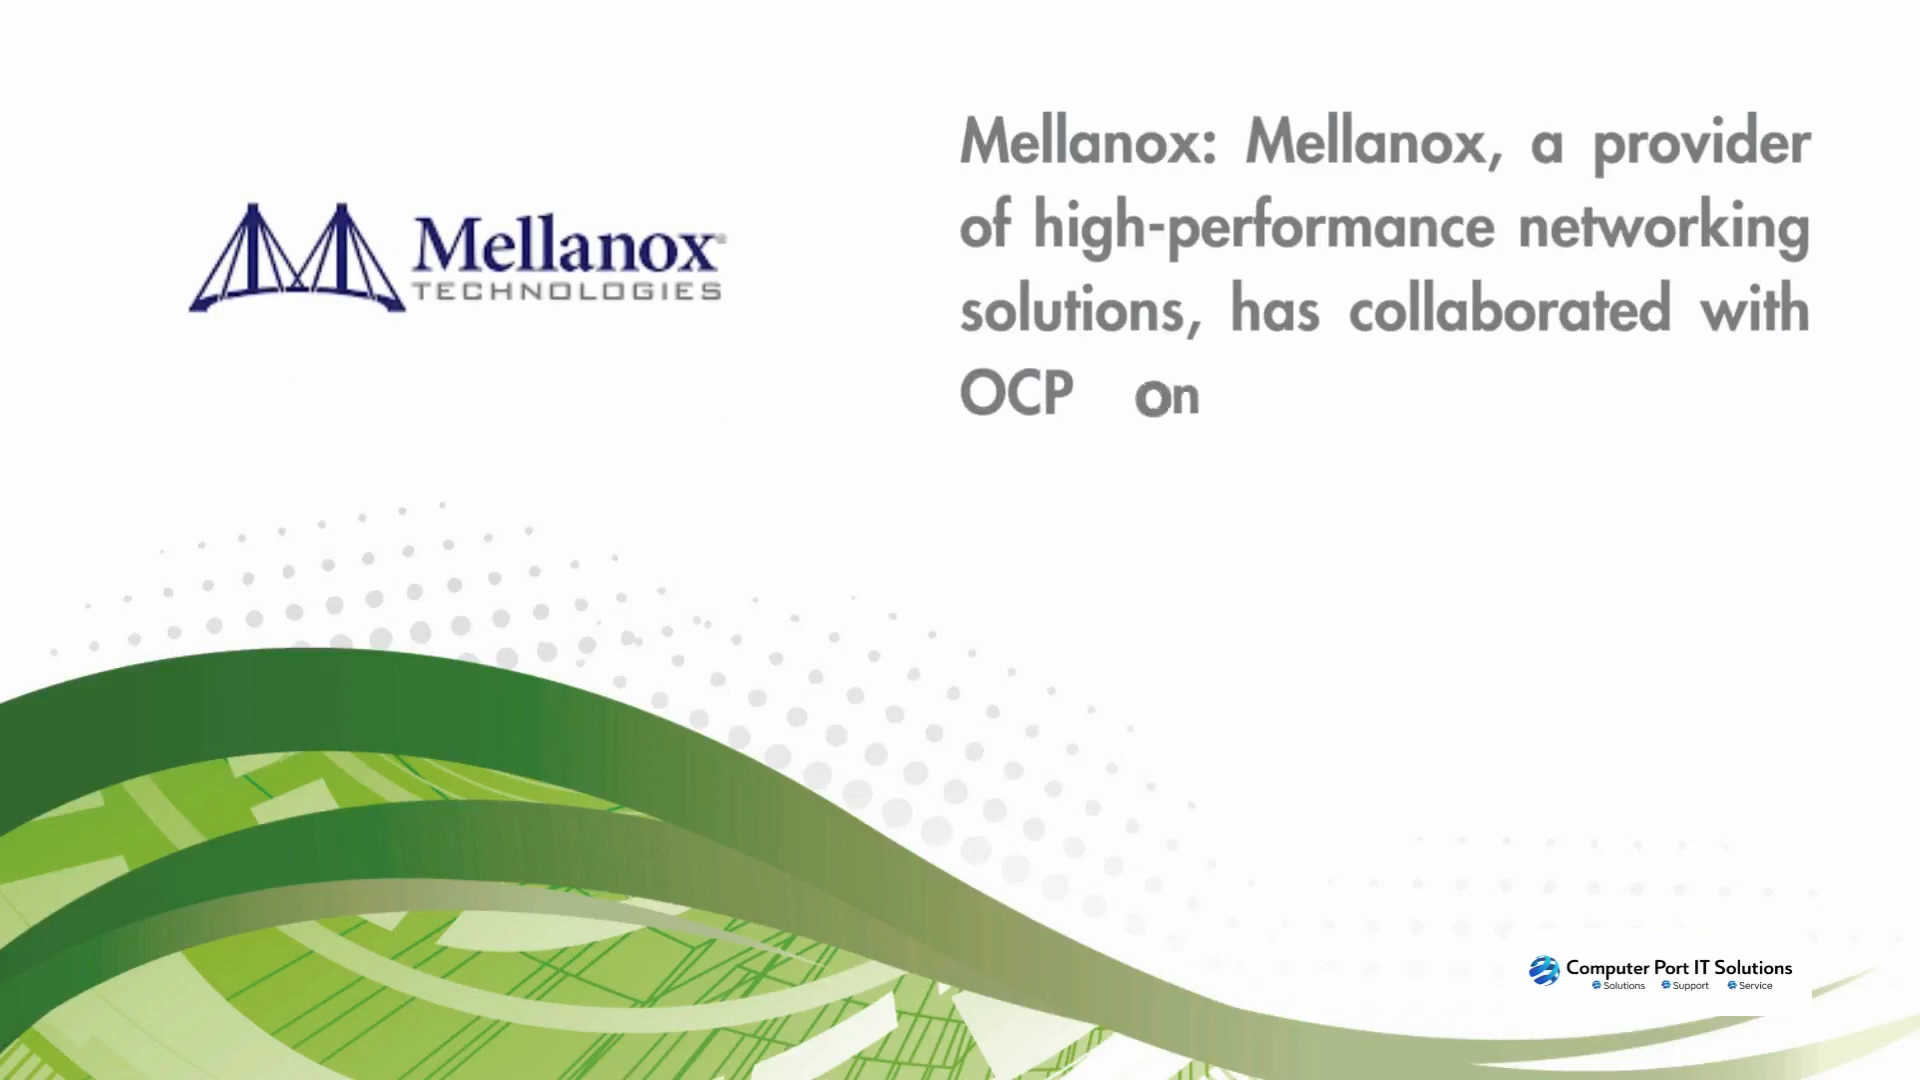 Mellanox
TECHNOLOGIES
Mellanox: Mellanox, a provider
of high-performance networking
solutions, has collaborated with
OCP on
Computer Port IT Solutions
Solutions Support Service